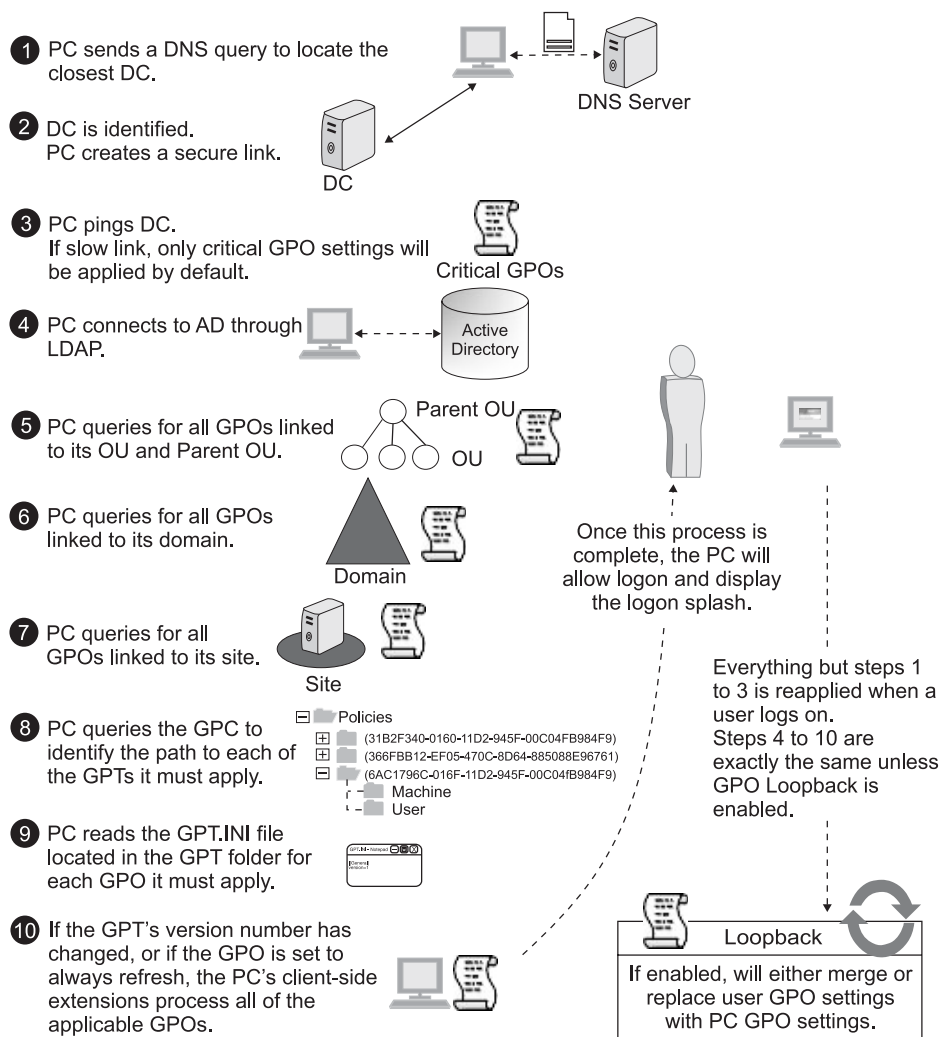 1 PC sends a DNS query to locate the
closest DC.
DNS Server
2 DC is identified.
PC creates a secure link.
DC
3 PC pings DC.
If slow link, only critical GPO settings will
be applied by default.
Critical GPOs
4 PC connects to AD through
LDAP.
Active
Directory
5 PC queries for all GPOs linked
to its OU and Parent OU.
Parent OU
OU
6 PC queries for all GPOs
linked to its domain.
Domain
7 PC queries for all
GPOs linked to its site.
Site
8 PC queries the GPC to
identify the path to each of
the GPTs it must apply.
Policies
(31B2F340-0160-11D2-945F-00C04FB984F9)
(366FBB12-EF05-470C-8D64-885088E96761)
(6AC1796C-016F-11D2-945F-00C04fB984F9)
Machine
User
9 PC reads the GPT.INI file
located in the GPT folder for
each GPO it must apply.
GPT.INI - Notepad
[General]
version=1
10 If the GPT's version number has
changed, or if the GPO is set to
always refresh, the PC's client-side
extensions process all of the
applicable GPOs.
Once this process is
complete, the PC will
allow logon and display
the logon splash.
Everything but steps 1
to 3 is reapplied when a
user logs on.
Steps 4 to 10 are
exactly the same unless
GPO Loopback is
enabled.
Loopback
If enabled, will either merge or
replace user GPO settings
with PC GPO settings.